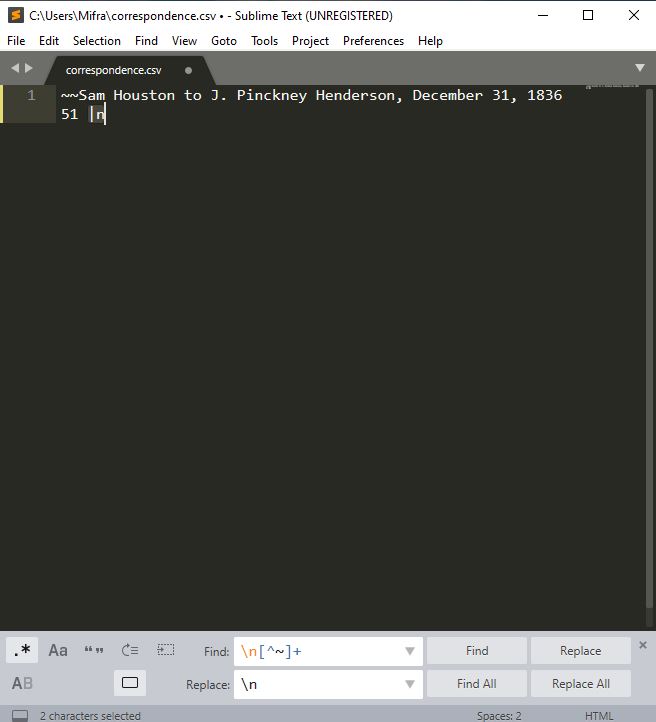 C:\Users\Mifra\correspondence.csv • - Sublime Text (UNREGISTERED)
File Edit Selection Find View Goto Tools Project Preferences Help
correspondence.csv
1 ~~Sam Houston to J. Pinckney Henderson, December 31, 1836
51 |n
.* Aa “” Find: \n[^~]+ Find Replace
AB Replace: \n Find All Replace All
2 characters selected Spaces: 2 HTML